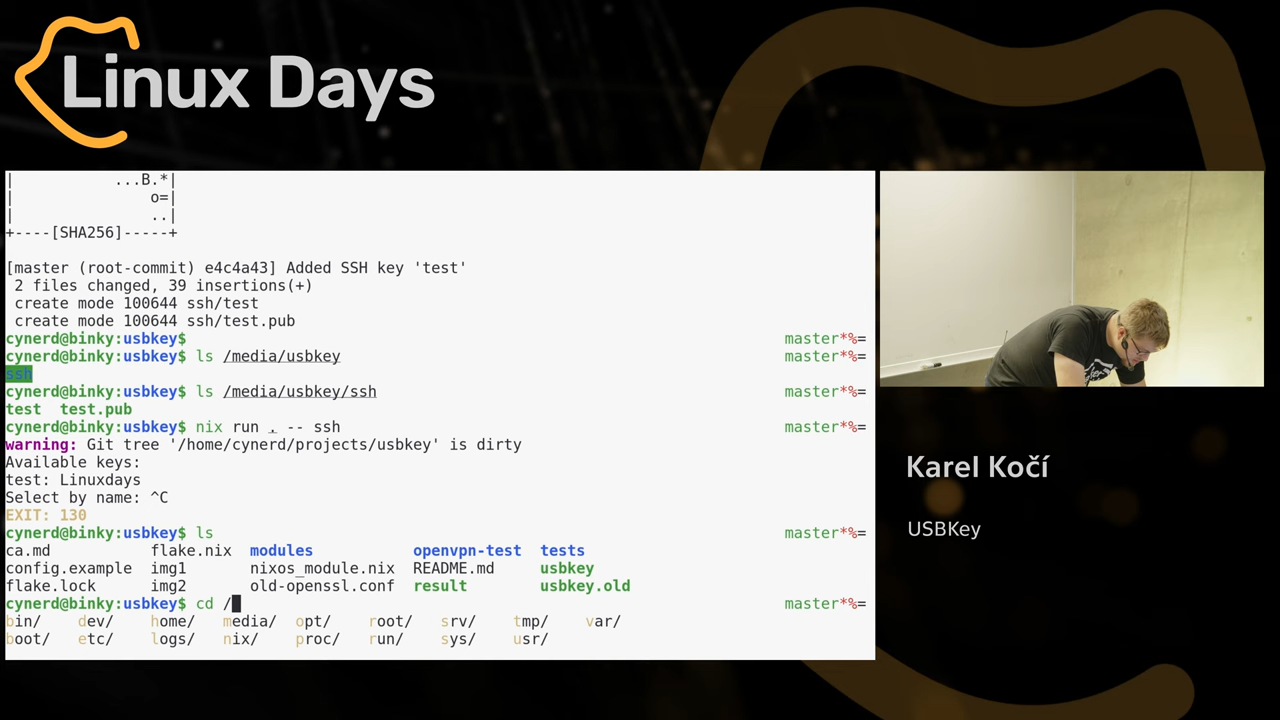 Linux Days
|            ...B.*|
|                o=|
|                ..|
+----[SHA256]-----+
[master (root-commit) e4c4a43] Added SSH key 'test'
 2 files changed, 39 insertions(+)
 create mode 100644 ssh/test
 create mode 100644 ssh/test.pub
cynerd@binky:usbkey$ master*%=
cynerd@binky:usbkey$ ls /media/usbkey master*%=
ssh
cynerd@binky:usbkey$ ls /media/usbkey/ssh master*%=
test  test.pub
cynerd@binky:usbkey$ nix run . -- ssh master*%=
warning: Git tree '/home/cynerd/projects/usbkey' is dirty
Available keys:
test: Linuxdays
Select by name: ^C
EXIT: 130
cynerd@binky:usbkey$ ls master*%=
ca.md flake.nix modules openvpn-test tests
config.example img1 nixos_module.nix README.md usbkey
flake.lock img2 old-openssl.conf result usbkey.old
cynerd@binky:usbkey$ cd / master*%=
bin/ dev/ home/ media/ opt/ root/ srv/ tmp/ var/
boot/ etc/ logs/ nix/ proc/ run/ sys/ usr/
Karel Kočí
USBKey